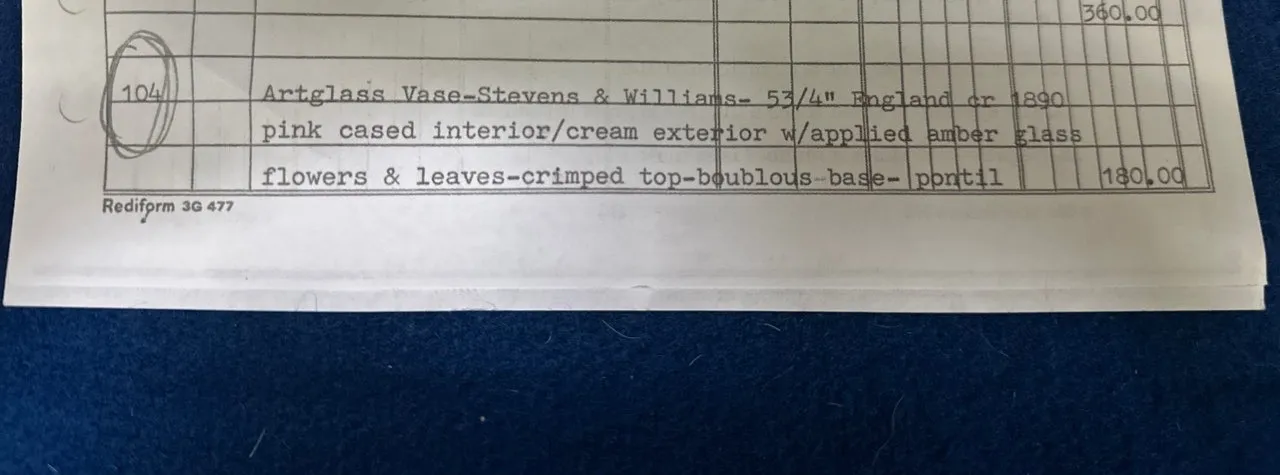 360.00
104 Artglass Vase-Stevens & Williams- 53/4" England cr 1890
pink cased interior/cream exterior w/applied amber glass
flowers & leaves-crimped top-boublous base- ppntil 180.00
Rediform 3G 477